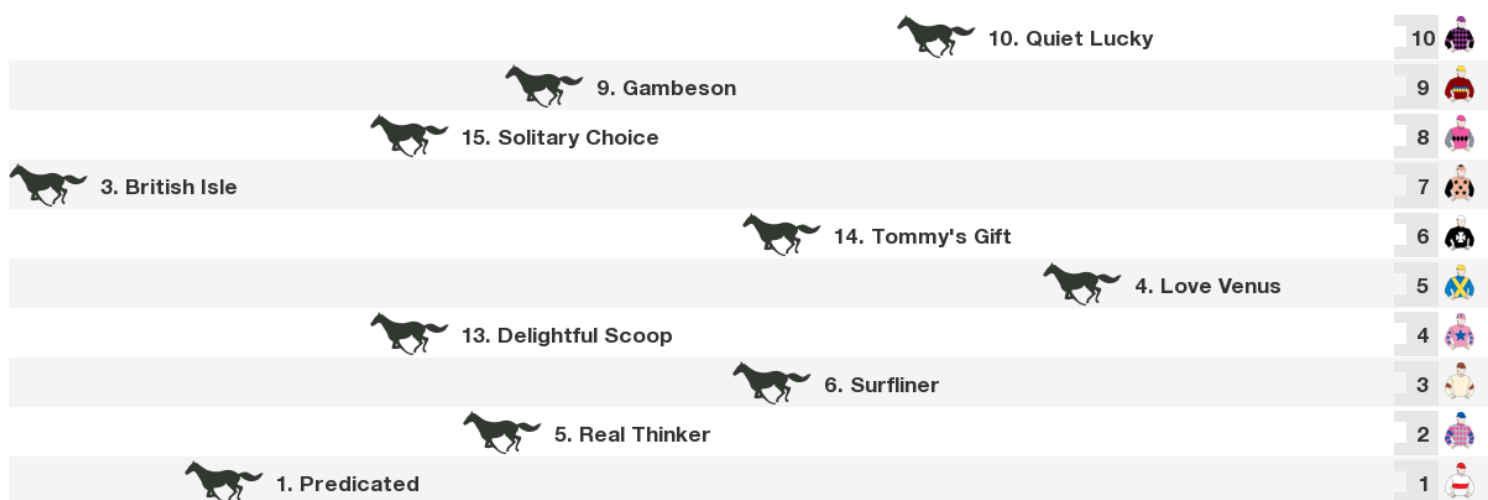 10. Quiet Lucky 10
9. Gambeson 9
15. Solitary Choice 8
3. British Isle 7
14. Tommy's Gift 6
4. Love Venus 5
13. Delightful Scoop 4
6. Surfliner 3
5. Real Thinker 2
1. Predicated 1